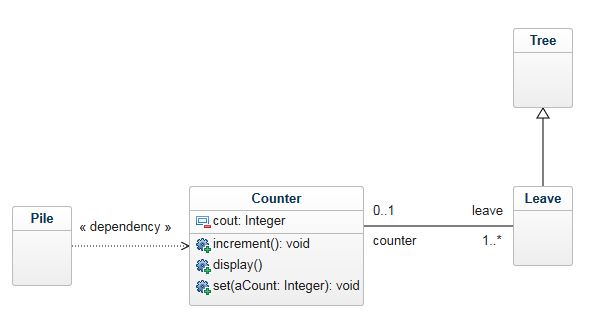 Tree
Pile
« dependency »
Counter
cout: Integer
increment(): void
display()
set(aCount: Integer): void
0..1
leave
counter
1..*
Leave